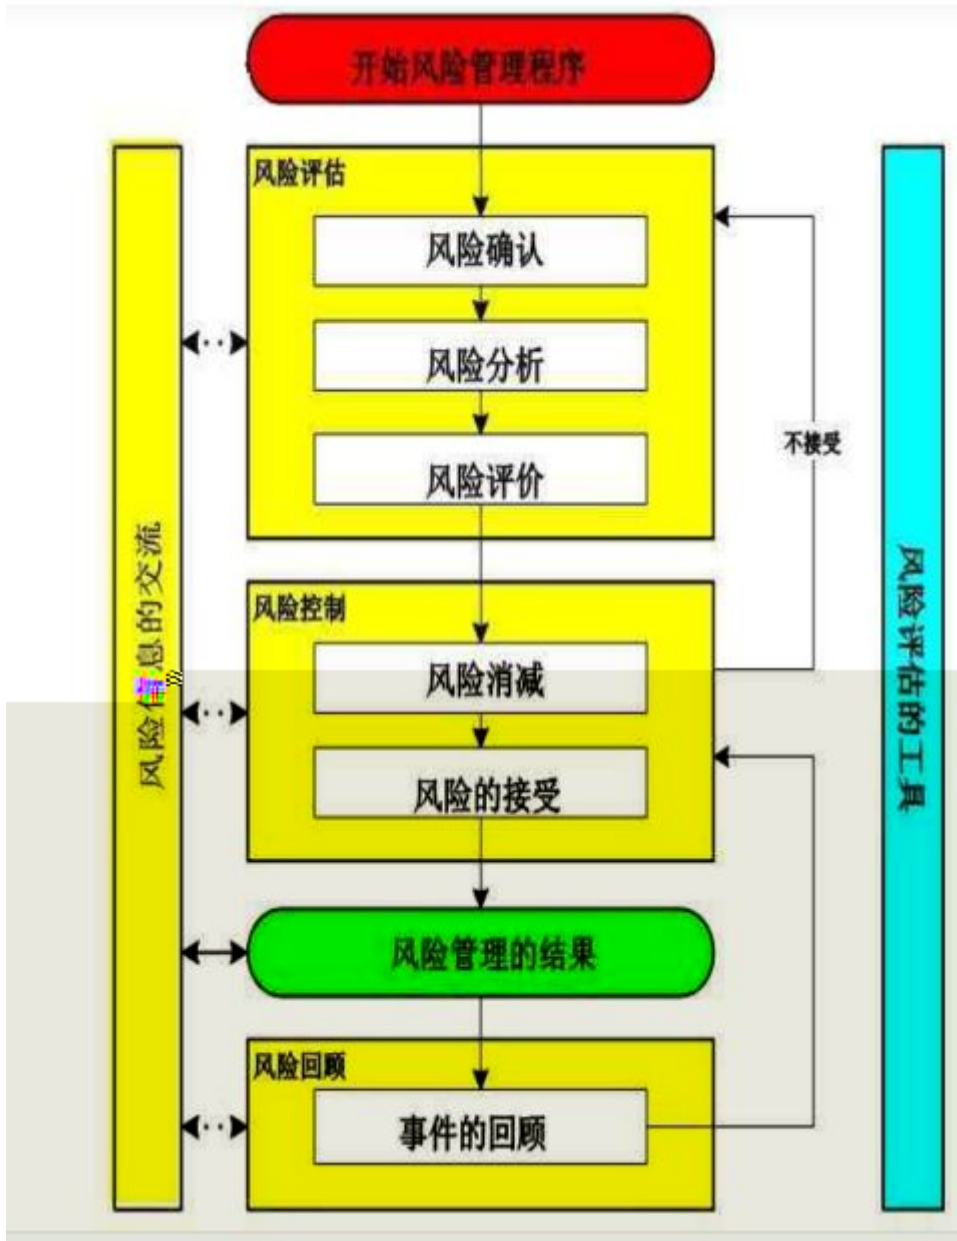 开始风险管理程序
风险评估
风险确认
风险分析
风险评价
不接受
风险控制
风险消减
风险的接受
风险管理的结果
风险回顾
事件的回顾
风险信息的交流
风险评估的工具